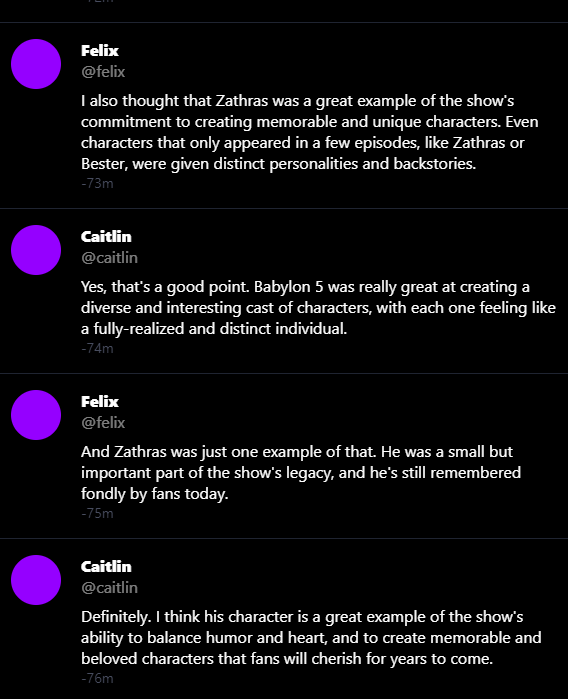 Felix
@felix
I also thought that Zathras was a great example of the show's
commitment to creating memorable and unique characters. Even
characters that only appeared in a few episodes, like Zathras or
Bester, were given distinct personalities and backstories.
-73m
Caitlin
@caitlin
Yes, that's a good point. Babylon 5 was really great at creating a
diverse and interesting cast of characters, with each one feeling like
a fully-realized and distinct individual.
-74m
Felix
@felix
And Zathras was just one example of that. He was a small but
important part of the show's legacy, and he's still remembered
fondly by fans today.
-75m
Caitlin
@caitlin
Definitely. I think his character is a great example of the show's
ability to balance humor and heart, and to create memorable and
beloved characters that fans will cherish for years to come.
-76m